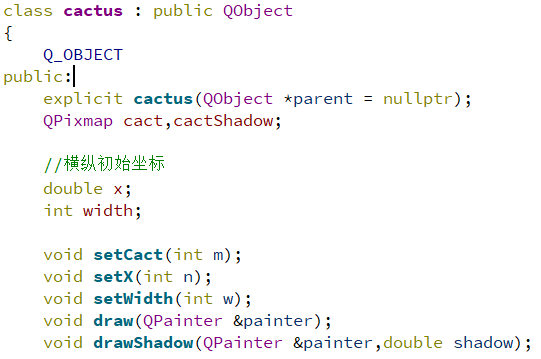 class cactus : public QObject
{
    Q_OBJECT
public:
    explicit cactus(QObject *parent = nullptr);
    QPixmap cact,cactShadow;

    //横纵初始坐标
    double x;
    int width;

    void setCact(int m);
    void setX(int n);
    void setWidth(int w);
    void draw(QPainter &painter);
    void drawShadow(QPainter &painter,double shadow);